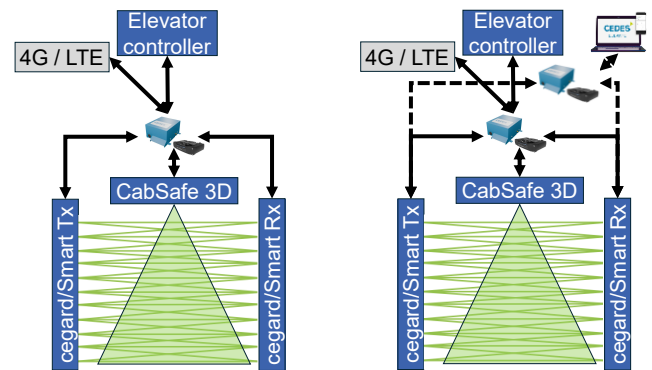 Elevator
controller
4G / LTE
CabSafe 3D
cegard/Smart Tx
cegard/Smart Rx
Elevator
controller
4G / LTE
CEDES
CabSafe 3D
cegard/Smart Tx
cegard/Smart Rx